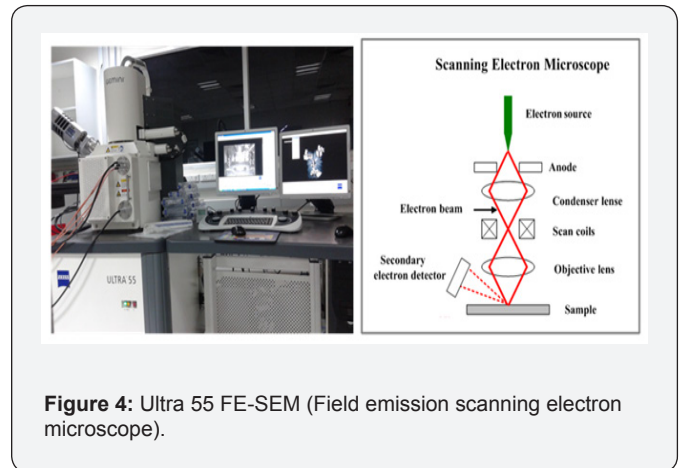 GEMINI
ULTRA 55
Scanning Electron Microscope
Electron source
Anode
Condenser lense
Electron beam
Scan coils
Secondary
electron detector
Objective lens
Sample
Figure 4: Ultra 55 FE-SEM (Field emission scanning electron
microscope).